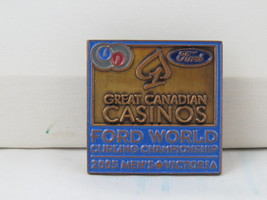 Ford
GREAT CANADIAN
CASINOS
FORD WORLD
CURLING CHAMPIONSHIP
2005 MEN'S VICTORIA